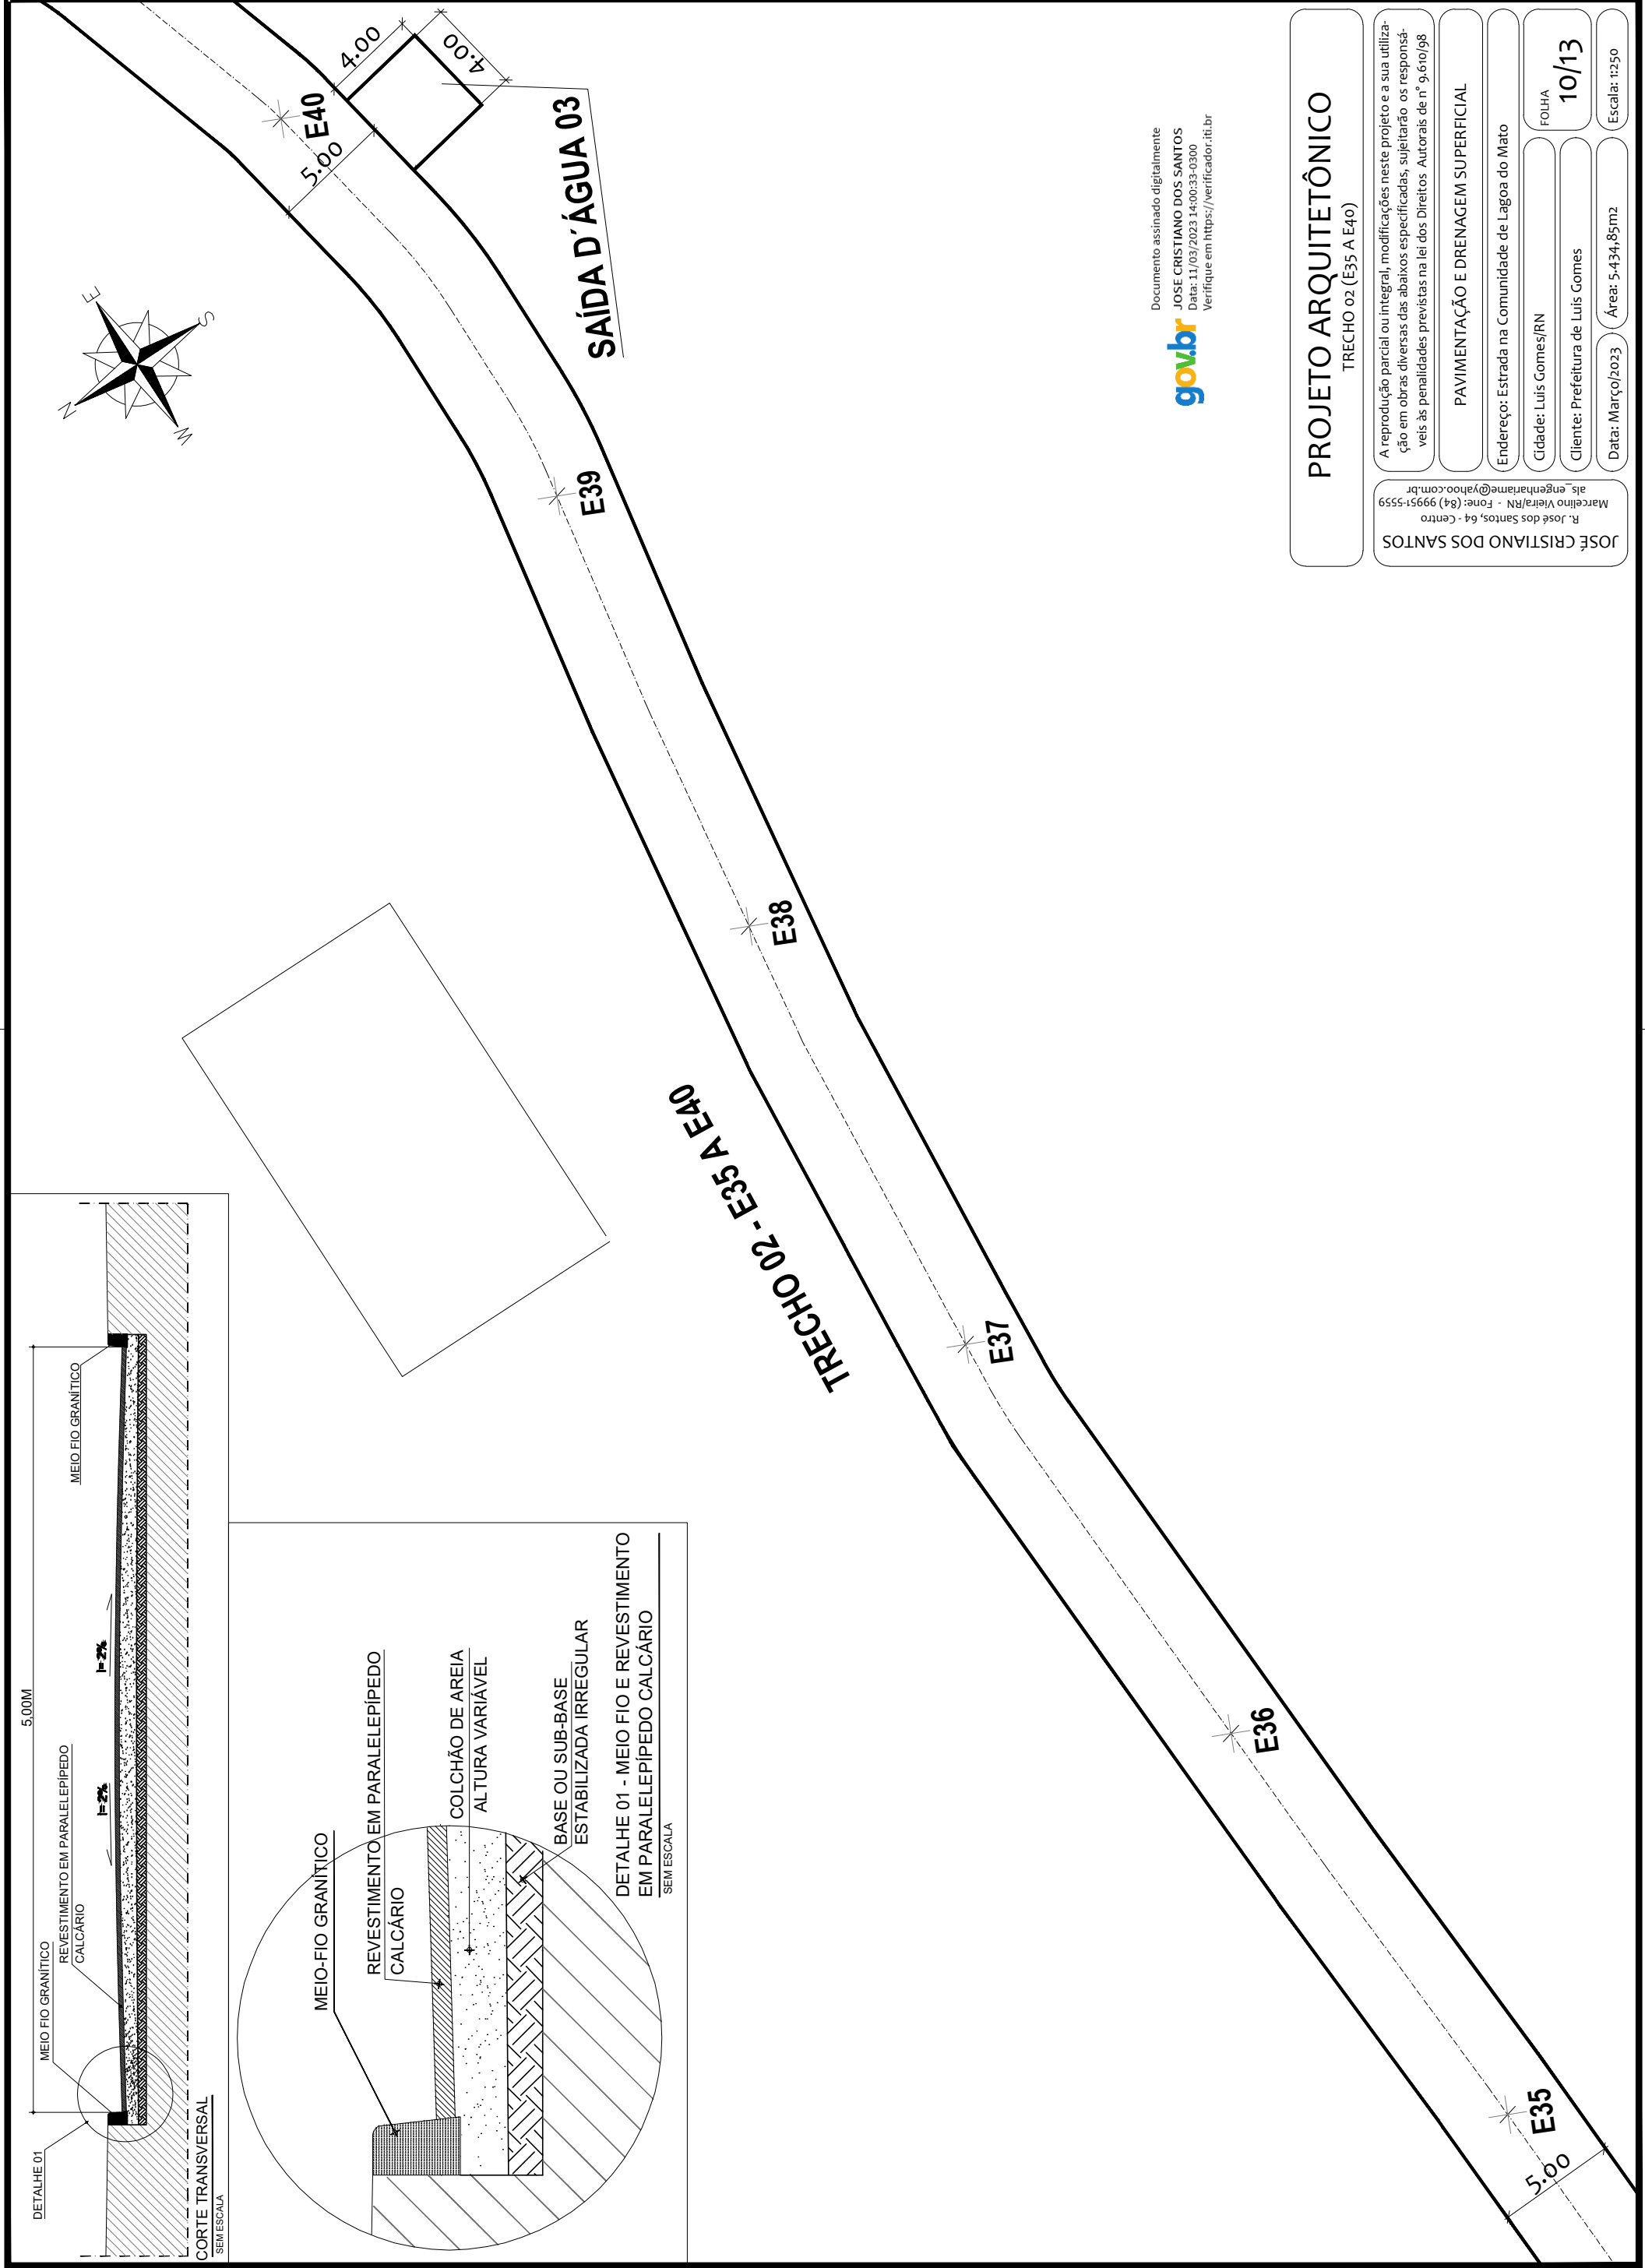 5,00M
MEIO FIO GRANÍTICO
REVESTIMENTO EM PARALELEPÍPEDO
CALCÁRIO
I=2%
I=2%
MEIO FIO GRANÍTICO
DETALHE 01
CORTE TRANSVERSAL
SEM ESCALA
MEIO-FIO GRANÍTICO
REVESTIMENTO EM PARALELEPÍPEDO
CALCÁRIO
COLCHÃO DE AREIA
ALTURA VARIÁVEL
BASE OU SUB-BASE
ESTABILIZADA IRREGULAR
DETALHE 01 - MEIO FIO E REVESTIMENTO
EM PARALELEPÍPEDO CALCÁRIO
SEM ESCALA
N
E
S
W
TRECHO 02 - E35 A E40
5.00
E35
E36
E37
E38
E39
E40
5.00
4.00
4.00
SAÍDA D´ÁGUA 03
gov.br
Documento assinado digitalmente
JOSE CRISTIANO DOS SANTOS
Data: 11/03/2023 14:00:33-0300
Verifique em https://verificador.iti.br
PROJETO ARQUITETÔNICO
TRECHO 02 (E35 A E40)
JOSÉ CRISTIANO DOS SANTOS
R. José dos Santos, 64 - Centro
Marcelino Vieira/RN - Fone: (84) 99951-5559
als_engenhariame@yahoo.com.br
A reprodução parcial ou integral, modificações neste projeto e a sua utiliza-
ção em obras diversas das abaixos especificadas, sujeitarão os responsá-
veis às penalidades previstas na lei dos Direitos Autorais de n° 9.610/98
PAVIMENTAÇÃO E DRENAGEM SUPERFICIAL
Endereço: Estrada na Comunidade de Lagoa do Mato
Cidade: Luis Gomes/RN
Cliente: Prefeitura de Luis Gomes
FOLHA
10/13
Data: Março/2023
Área: 5.434,85m2
Escala: 1:250